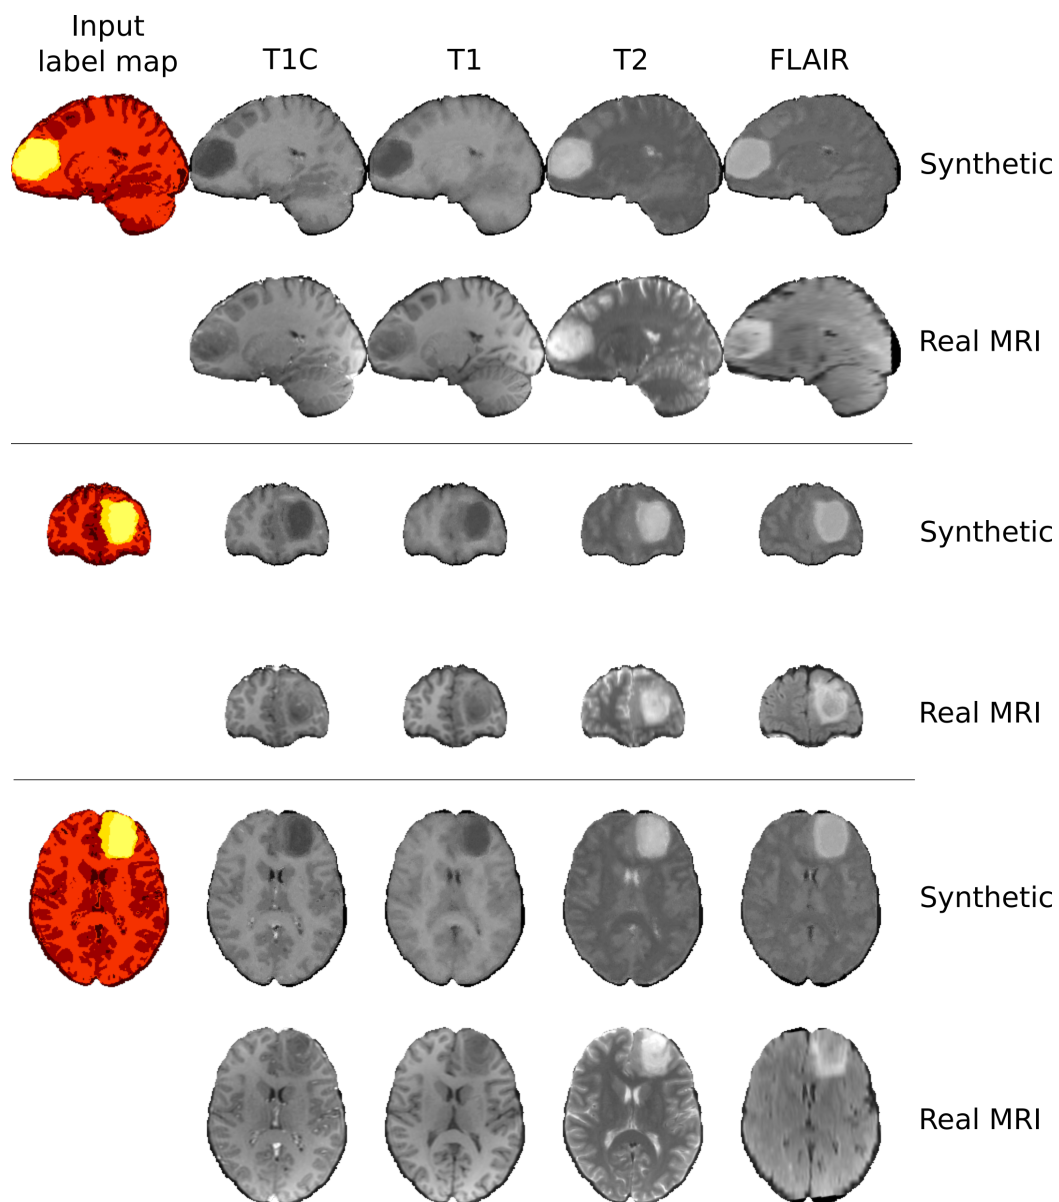 Input
label map
T1C
T1
T2
FLAIR
Synthetic
Real MRI
Synthetic
Real MRI
Synthetic
Real MRI